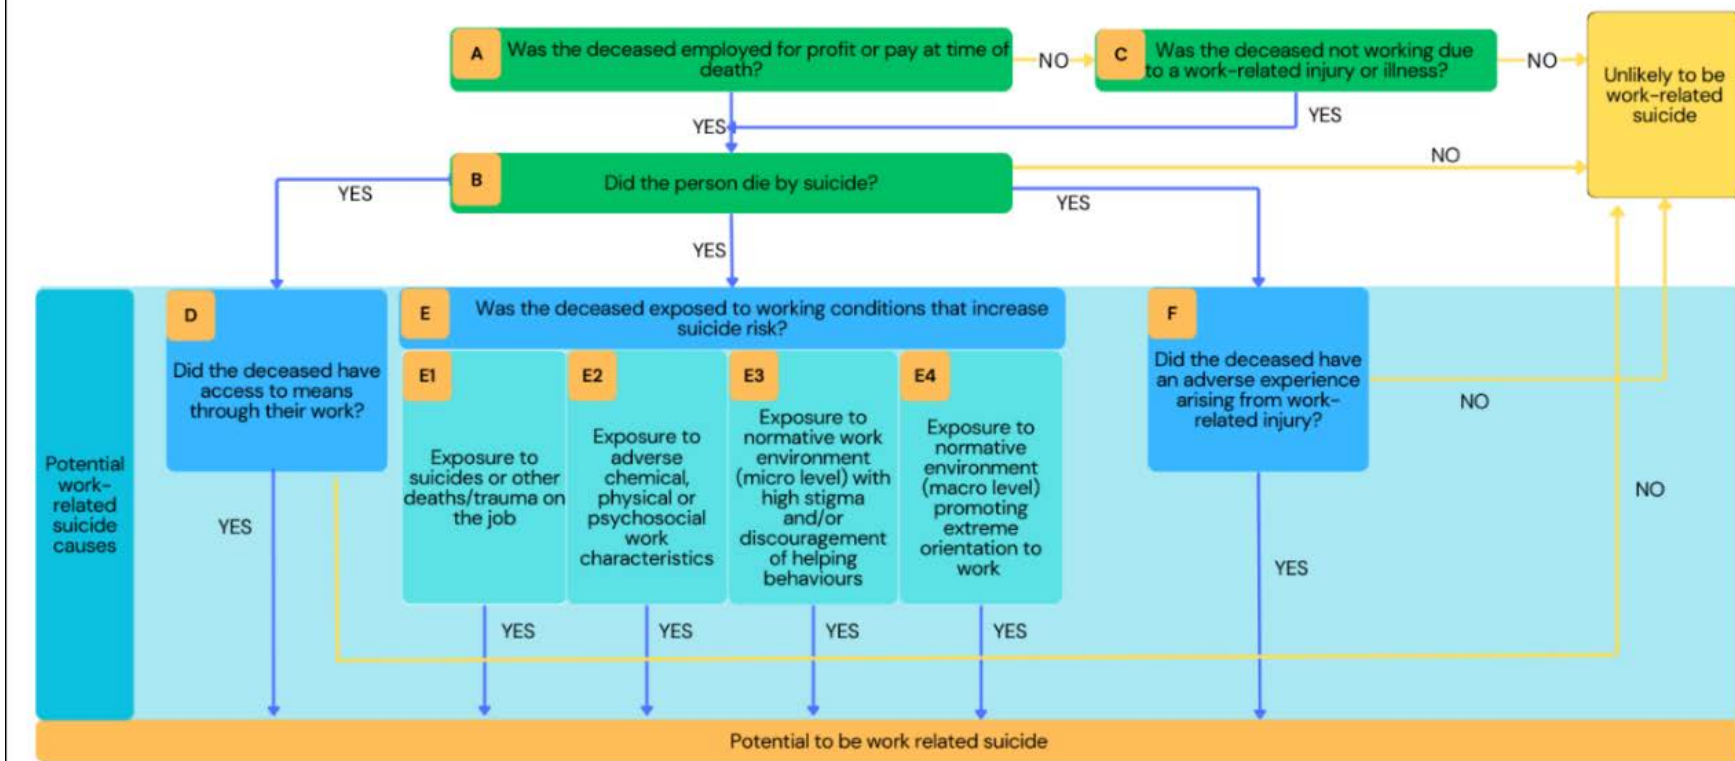 A
Was the deceased employed for profit or pay at time of
death?
NO
C
Was the deceased not working due
to a work-related injury or illness?
NO
Unlikely to be
work-related
suicide
YES
YES
B
Did the person die by suicide?
NO
YES
YES
YES
Potential
work-
related
suicide
causes
D
Did the deceased have
access to means
through their work?
E
Was the deceased exposed to working conditions that increase
suicide risk?
E1
Exposure to
suicides or other
deaths/trauma on
the job
E2
Exposure to
adverse
chemical,
physical or
psychosocial
work
characteristics
E3
Exposure to
normative work
environment
(micro level) with
high stigma
and/or
discouragement
of helping
behaviours
E4
Exposure to
normative
environment
(macro level)
promoting
extreme
orientation to
work
F
Did the deceased have
an adverse experience
arising from work-
related injury?
NO
NO
YES
YES
YES
YES
YES
YES
Potential to be work related suicide